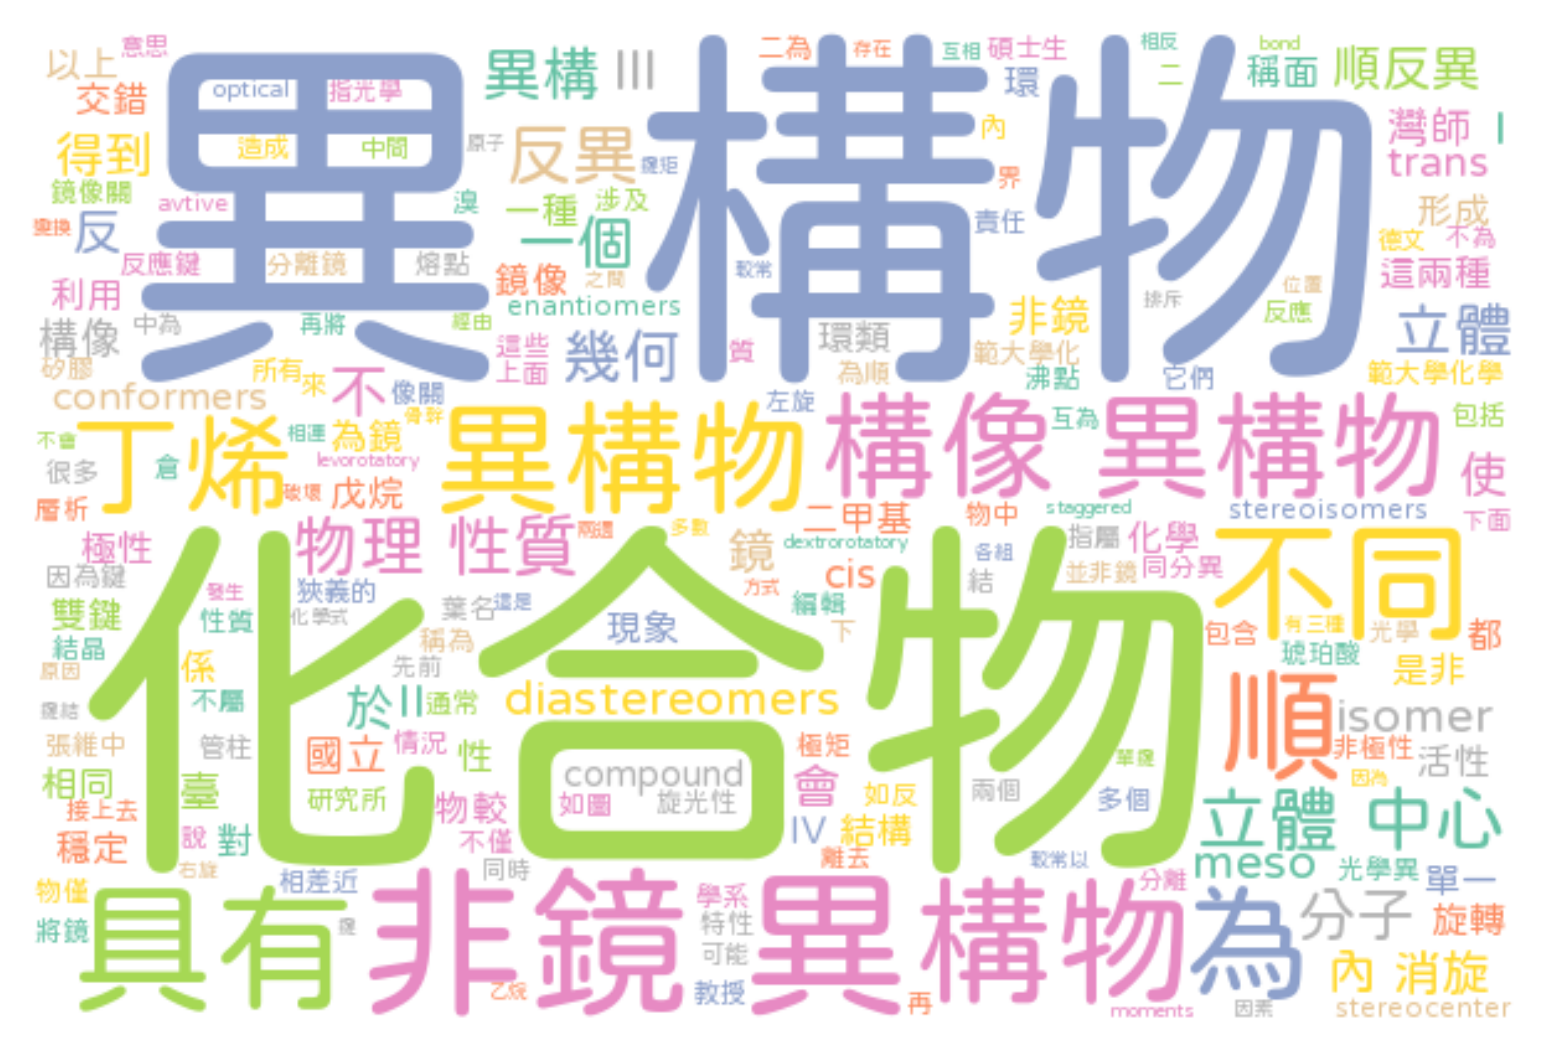 異構物
化合物
異構物
構像 異構物
丁烯
不同
具有
非鏡 異構物
物理 性質
順
為
立體 中心
diastereomers
以上
意思
交錯
optical
指光學
異構
III
二為
存在
互相
碩士生
環
相反
二
bond
稱面
順反異
得到
造成
中間
原子
反異
內
灣師
I
trans
鏡像關
avtive
溴
一種
涉及
界
責任
形成
變換
反
一個
德文
不為
反應鍵
分離鏡
熔點
鏡像
之間
較常
排斥
位置
這兩種
利用
enantiomers
非鏡
反應
構像
中為
再將
經由
這些
上面
幾何
質
環類
範大學化
立體
矽膠
所有
來
不
像關
為順
沸點
它們
範大學化學
conformers
骨幹
左旋
互為
包括
不會
相連
為鏡
很多
倉
levorotatory
使
層析
破壞
戊烷
二甲基
物中
staggered
stereoisomers
下面
極性
多數
鏡
dextrorotatory
各組
指屬
化學
因為鍵
cis
結
並非鏡
同分異
發生
狹義的
葉名
這是
方式
編輯
雙鍵
性質
化學式
現象
下
包含
有三種
光學
都
結晶
稱為
琥珀酸
原因
係
先前
是非
不屬
於
II
通常
isomer
張維中
管柱
國立
情況
性
極矩
單鍵
非極性
活性
相同
臺
研究所
物較
compound
如圖
旋光性
會
如反
兩個
多個
因為
接上去
穩定
說
對
不僅
IV
結構
離去
較常以
meso
光學異
單一
右旋
同時
物僅
相差近
學系
分離
分子
旋轉
將鏡
特性
可能
內 消旋
乙烷
教授
再
moments
因素
stereocenter